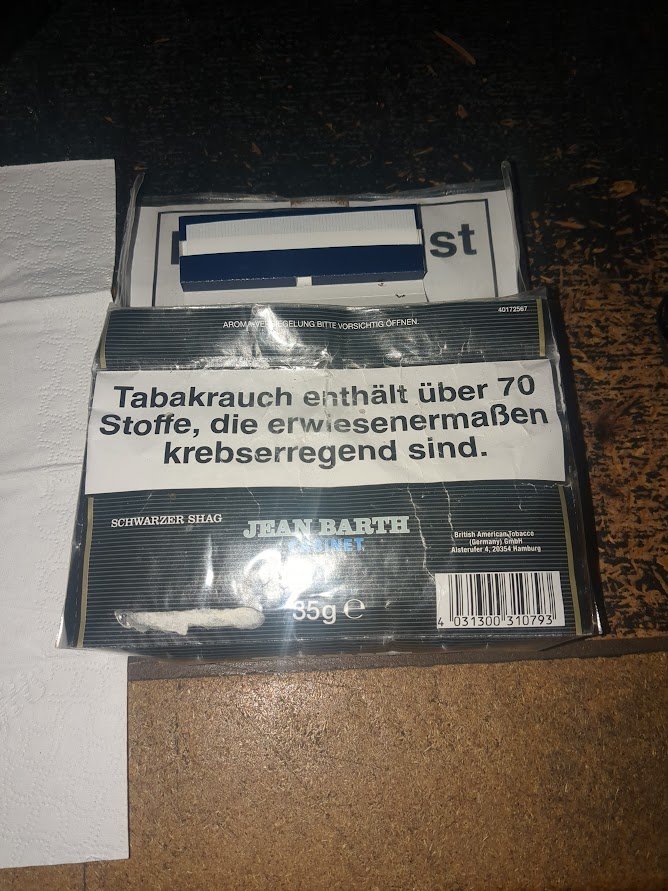 st
40172567
AROMAVERSIEGELUNG BITTE VORSICHTIG ÖFFNEN.
Tabakrauch enthält über 70
Stoffe, die erwiesenermaßen
krebserregend sind.
SCHWARZER SHAG
JEAN BARTH
British American Tobacco
(Germany) GmbH
Alsterufer 4, 20354 Hamburg
35g ℮
4 031300 310793